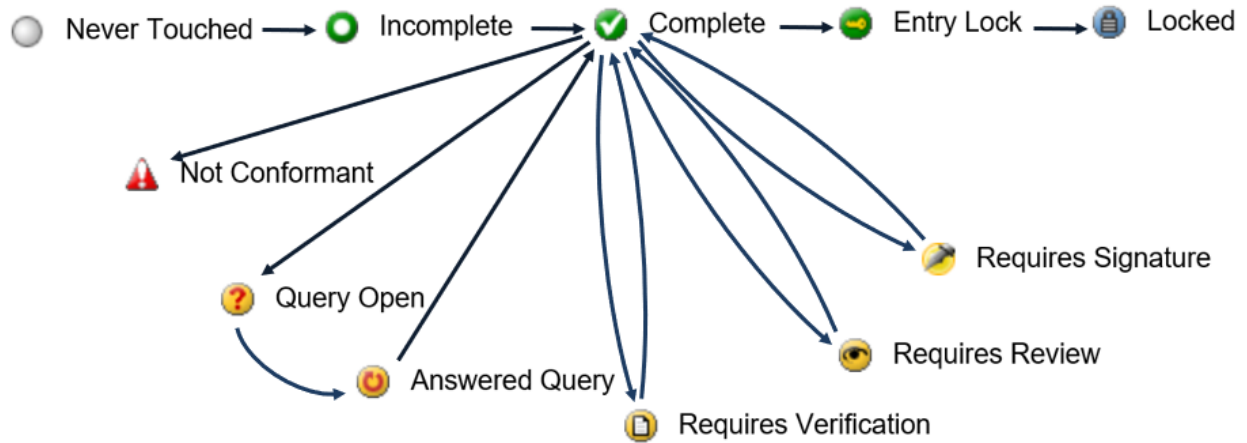 Never Touched
Incomplete
Complete
Entry Lock
Locked
Not Conformant
Requires Signature
Query Open
Requires Review
Answered Query
Requires Verification